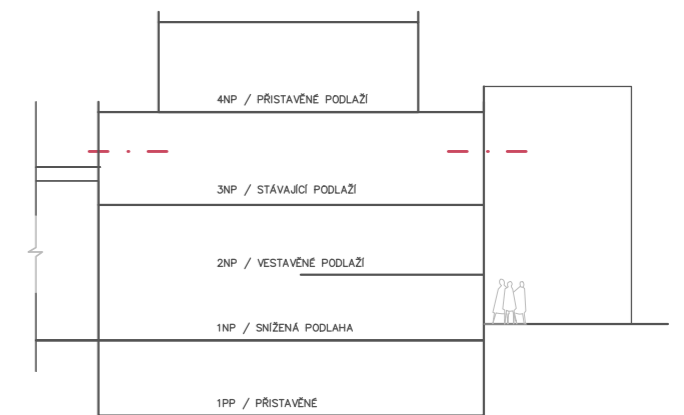 4NP / PŘISTAVĚNÉ PODLAŽÍ
3NP / STÁVAJÍCÍ PODLAŽÍ
2NP / VESTAVĚNÉ PODLAŽÍ
1NP / SNÍŽENÁ PODLAHA
1PP / PŘISTAVĚNÉ